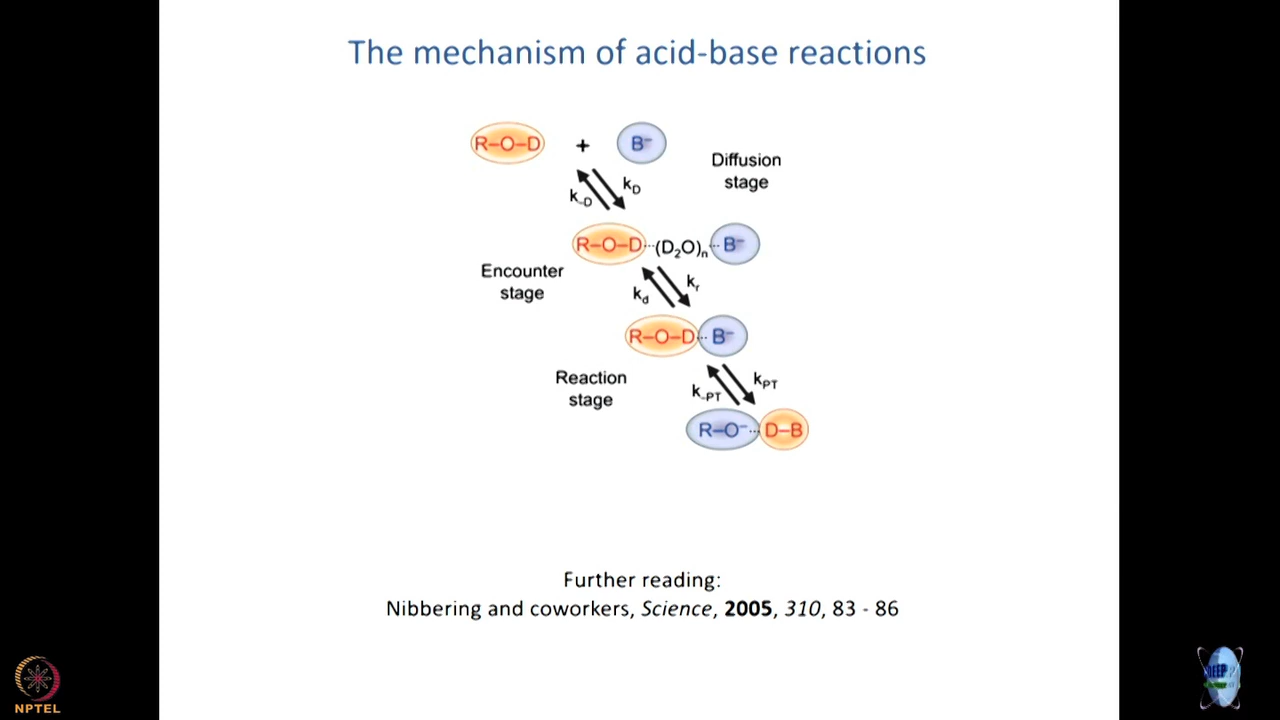 The mechanism of acid-base reactions
R–O–D + B⁻
Diffusion
stage
k-D kD
R–O–D···(D₂O)n···B⁻
Encounter
stage
kd kr
R–O–D···B⁻
Reaction
stage
k-PT kPT
R–O⁻···D–B
Further reading:
Nibbering and coworkers, Science, 2005, 310, 83 - 86
NPTEL